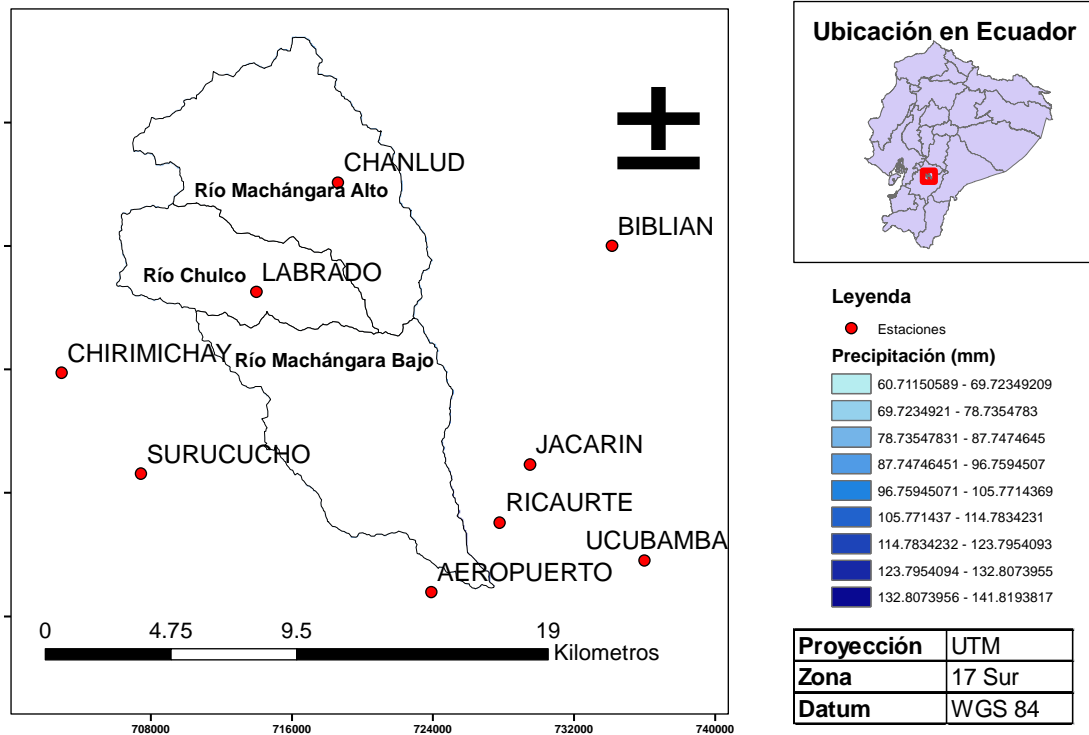 CHANLUD
Río Machángara Alto
BIBLIAN
LABRADO
Río Chulco
CHIRIMICHAY
Río Machángara Bajo
SURUCUCHO
JACARIN
RICAURTE
UCUBAMBA
AEROPUERTO
0 4.75 9.5 19
Kilometros
708000 716000 724000 732000 740000
Ubicación en Ecuador
Leyenda
Estaciones
Precipitación (mm)
60.71150589 - 69.72349209
69.7234921 - 78.7354783
78.73547831 - 87.7474645
87.74746451 - 96.7594507
96.75945071 - 105.7714369
105.771437 - 114.7834231
114.7834232 - 123.7954093
123.7954094 - 132.8073955
132.8073956 - 141.8193817
Proyección UTM
Zona 17 Sur
Datum WGS 84